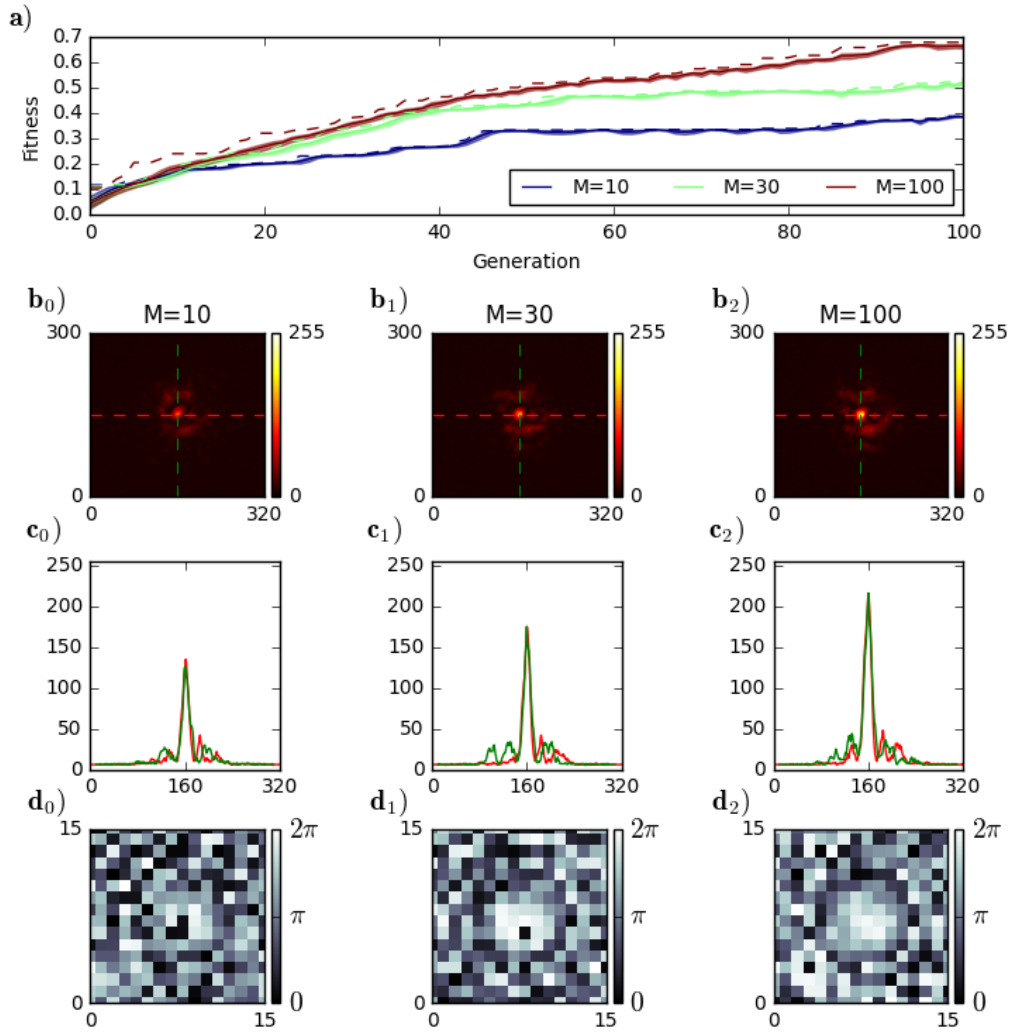 a)
0.7
0.6
0.5
0.4
0.3
0.2
0.1
0.0
Fitness
M=10 M=30 M=100
0 20 40 60 80 100
Generation
b₀) b₁) b₂)
M=10 M=30 M=100
300 255 300 255 300 255
0 0 0 0 0 0
0 320 0 320 0 320
c₀) c₁) c₂)
250 250 250
200 200 200
150 150 150
100 100 100
50 50 50
0 0 0
0 160 320 0 160 320 0 160 320
d₀) d₁) d₂)
15 2π 15 2π 15 2π
π π π
0 0 0 0 0 0
0 15 0 15 0 15